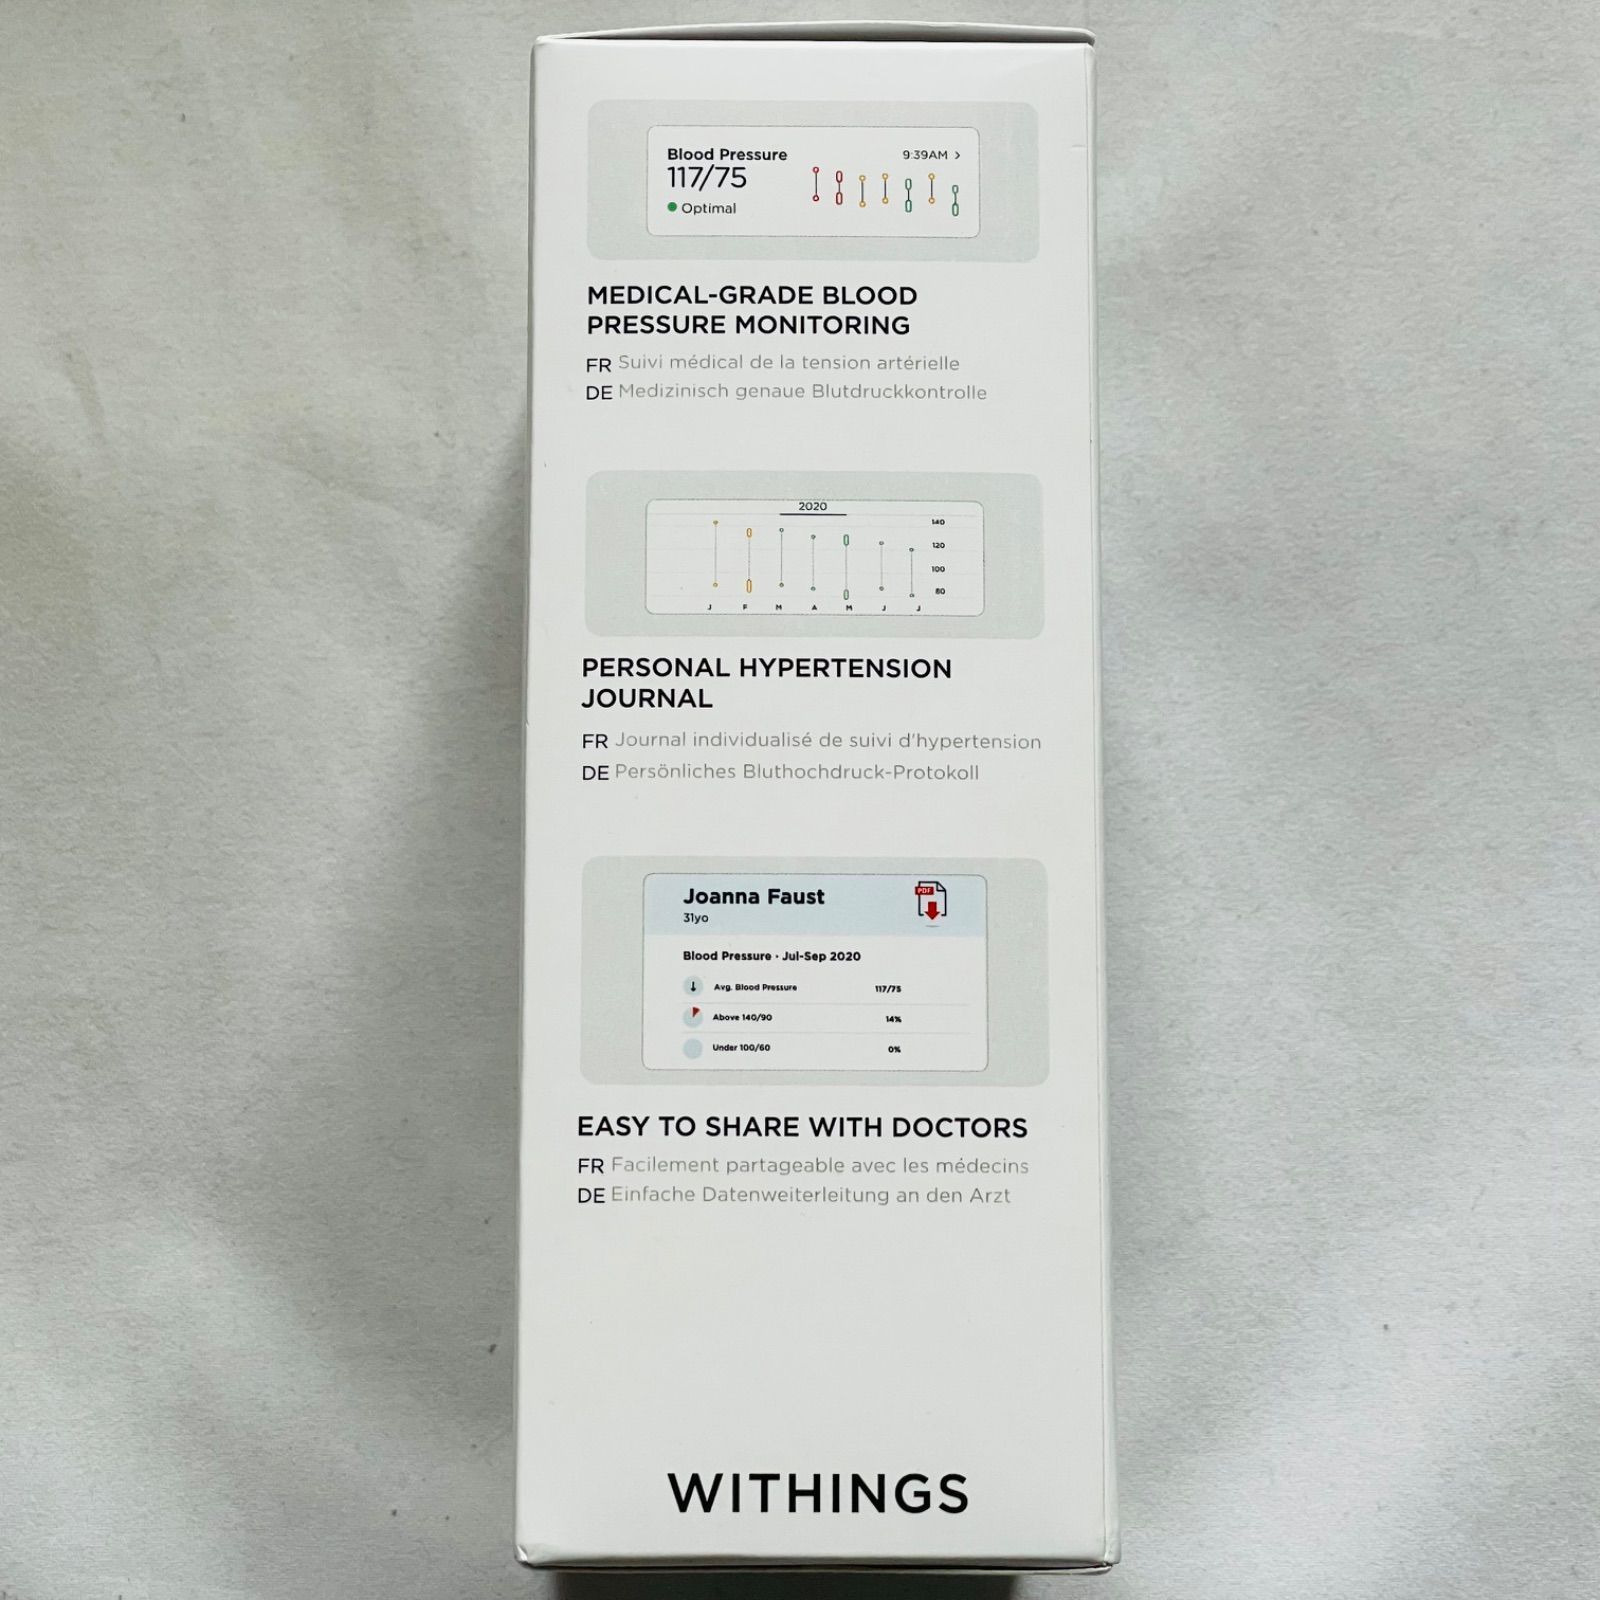 Blood Pressure
9:39AM >
117/75
Optimal
MEDICAL-GRADE BLOOD
PRESSURE MONITORING
FR Suivi médical de la tension artérielle
DE Medizinisch genaue Blutdruckkontrolle
2020
140
120
100
80
J F M A M J J
PERSONAL HYPERTENSION
JOURNAL
FR Journal individualisé de suivi d'hypertension
DE Persönliches Bluthochdruck-Protokoll
Joanna Faust
PDF
31yo
Blood Pressure · Jul-Sep 2020
Avg. Blood Pressure 117/75
Above 140/90 14%
Under 100/60 0%
EASY TO SHARE WITH DOCTORS
FR Facilement partageable avec les médecins
DE Einfache Datenweiterleitung an den Arzt
WITHINGS